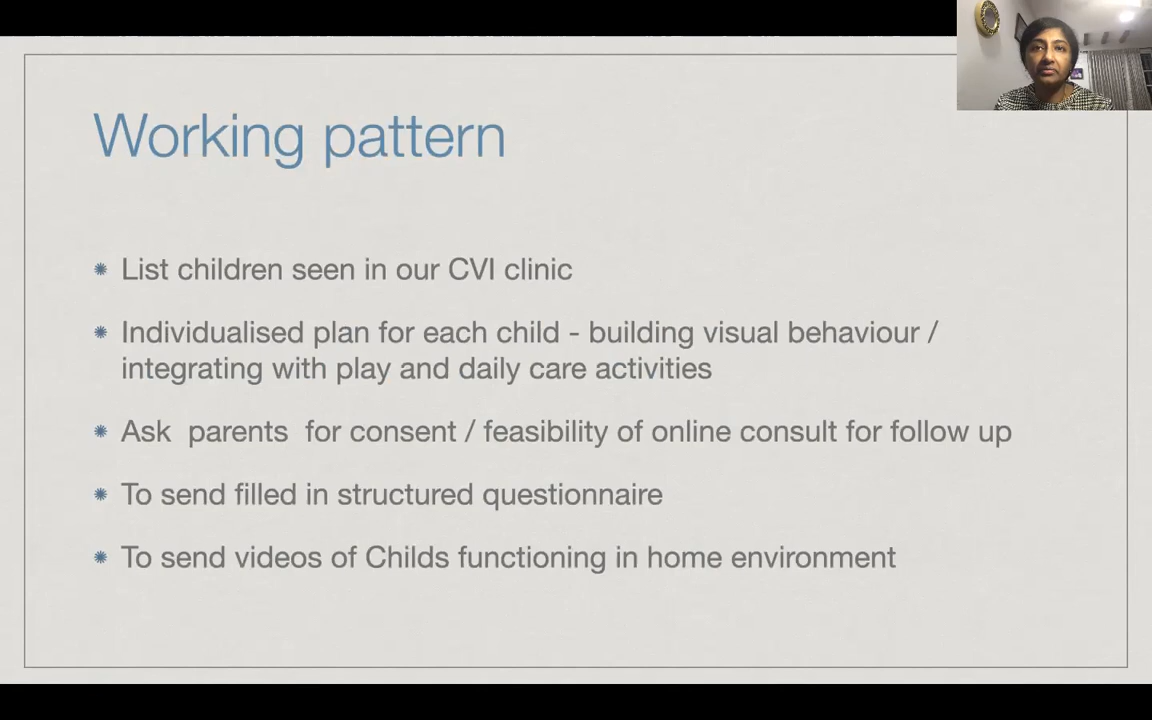 Working pattern
List children seen in our CVI clinic
Individualised plan for each child - building visual behaviour /
integrating with play and daily care activities
Ask  parents  for consent / feasibility of online consult for follow up
To send filled in structured questionnaire
To send videos of Childs functioning in home environment